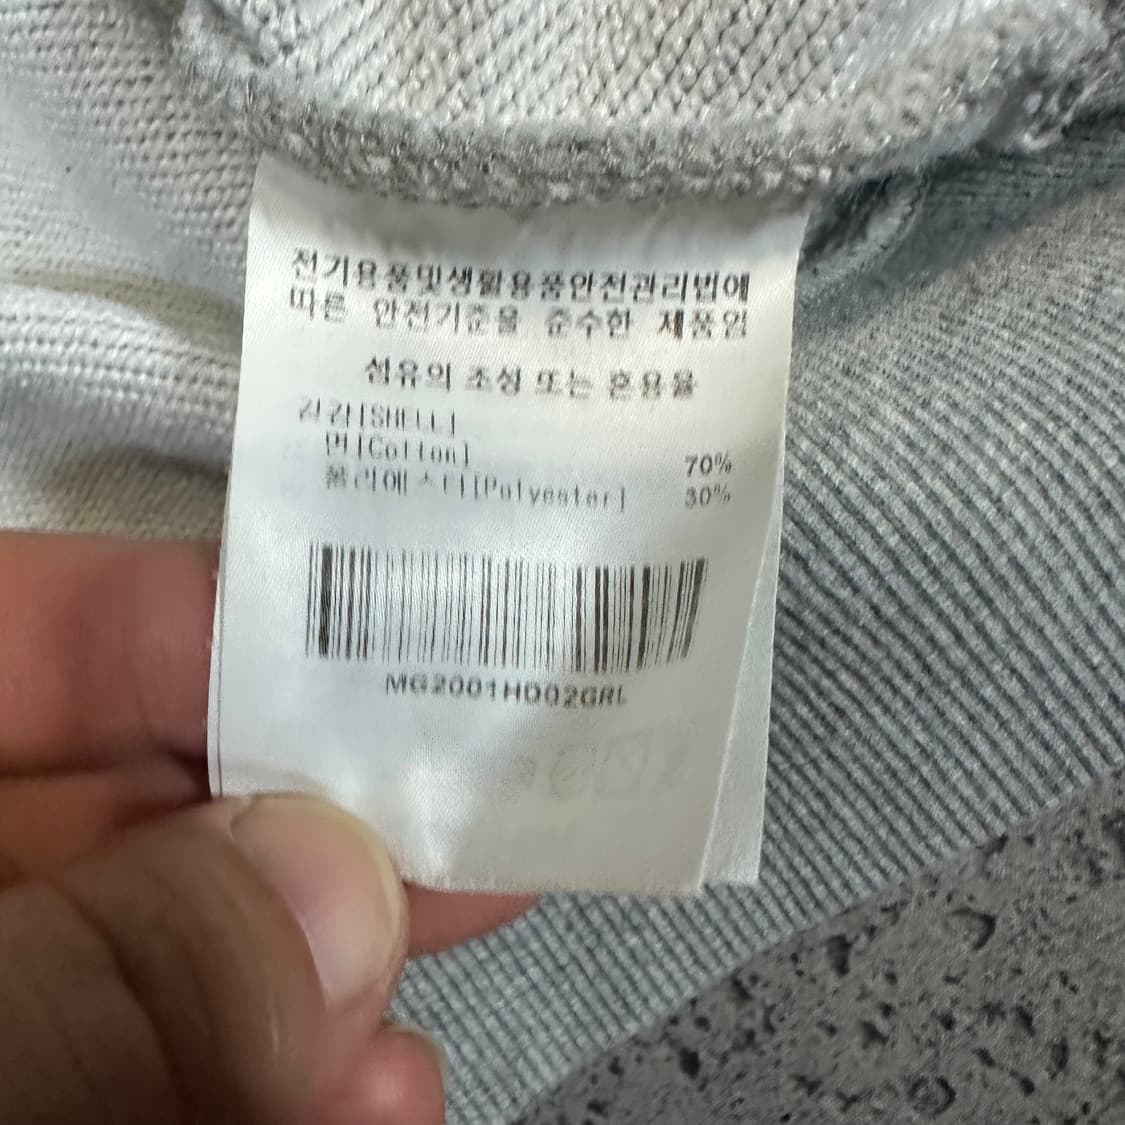 전기용품및생활용품안전관리법에
따른 안전기준을 준수한 제품임
섬유의 조성 또는 혼용율
겉감[SHELL]
면[Cotton] 70%
폴리에스터[Polyester] 30%
MG2001HD02GRL